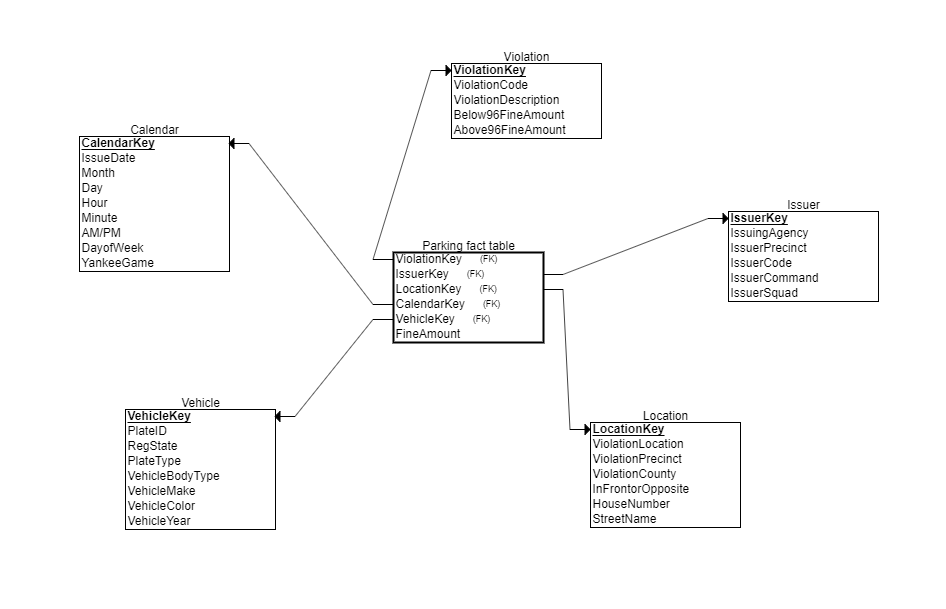 Violation
ViolationKey
ViolationCode
ViolationDescription
Below96FineAmount
Above96FineAmount
Calendar
CalendarKey
IssueDate
Month
Day
Hour
Minute
AM/PM
DayofWeek
YankeeGame
Issuer
IssuerKey
IssuingAgency
IssuerPrecinct
IssuerCode
IssuerCommand
IssuerSquad
Parking fact table
ViolationKey (FK)
IssuerKey (FK)
LocationKey (FK)
CalendarKey (FK)
VehicleKey (FK)
FineAmount
Vehicle
VehicleKey
PlateID
RegState
PlateType
VehicleBodyType
VehicleMake
VehicleColor
VehicleYear
Location
LocationKey
ViolationLocation
ViolationPrecinct
ViolationCounty
InFrontorOpposite
HouseNumber
StreetName